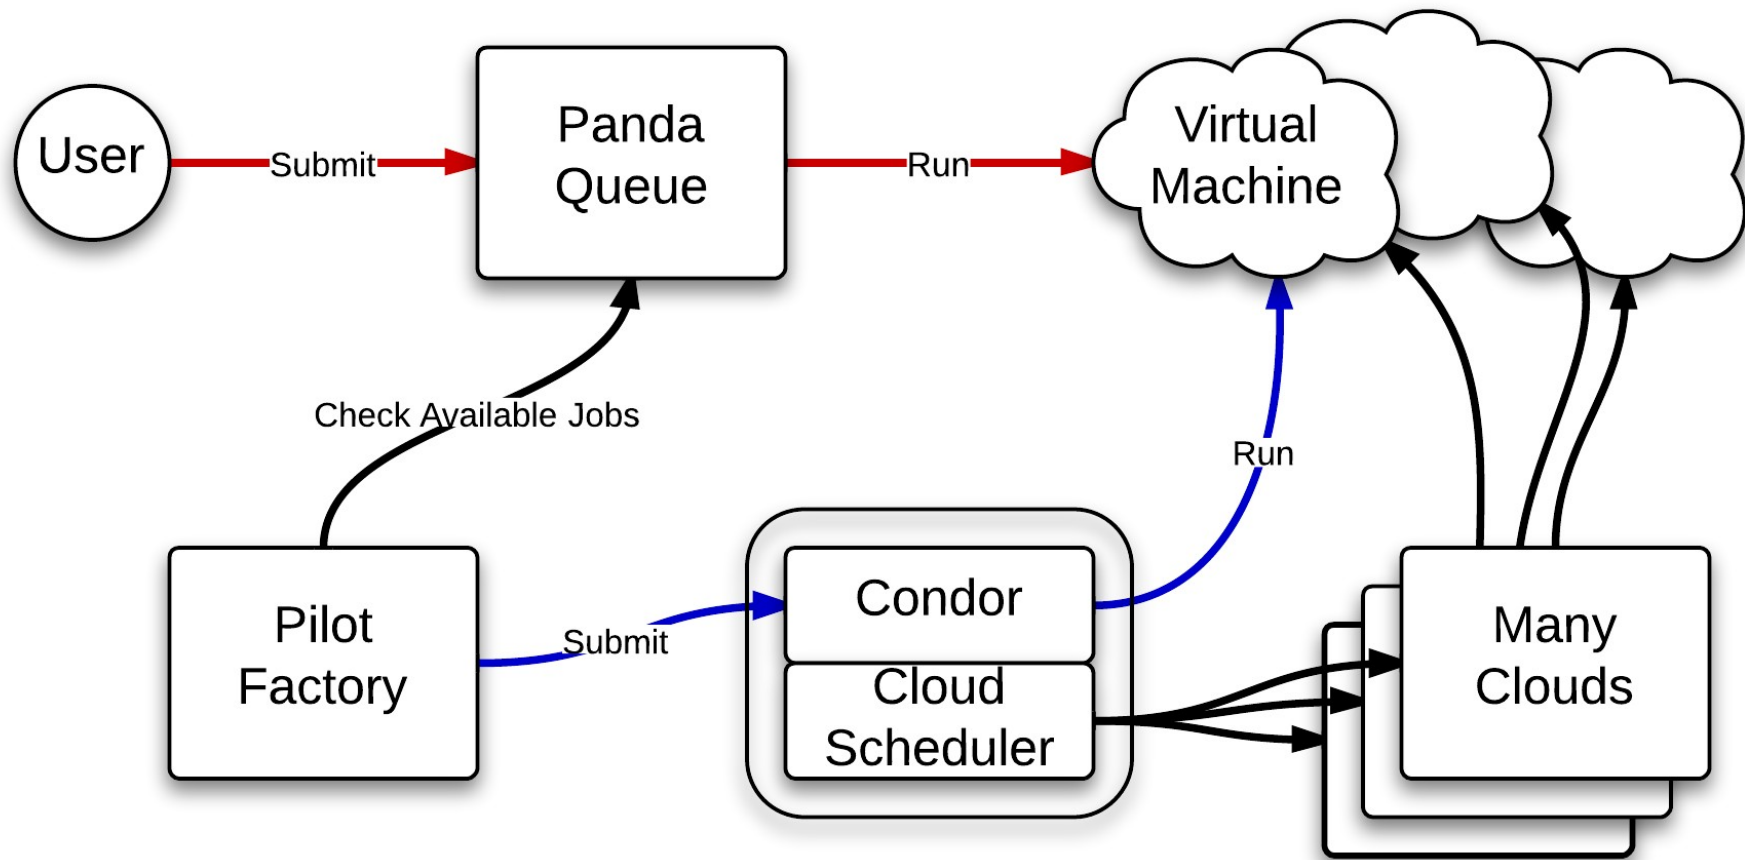 User
Submit
Panda
Queue
Run
Virtual
Machine
Check Available Jobs
Run
Pilot
Factory
Submit
Condor
Cloud
Scheduler
Many
Clouds